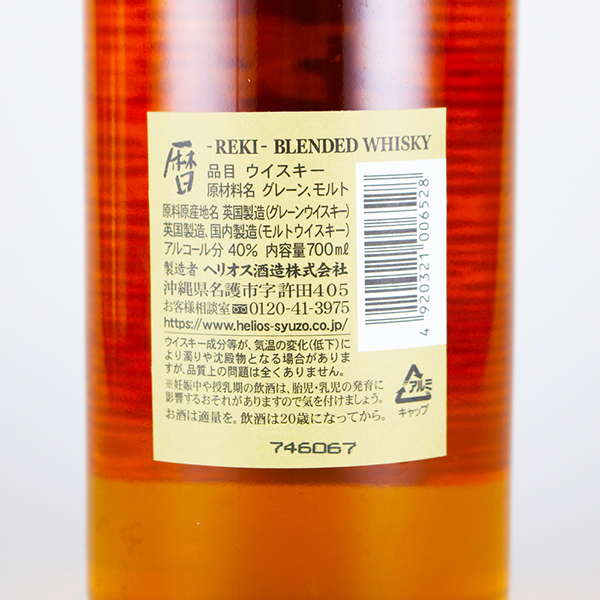 暦
-REKI- BLENDED WHISKY
品目 ウイスキー
原材料名 グレーン、モルト
原料原産地名 英国製造(グレーンウイスキー)
英国製造、国内製造(モルトウイスキー)
アルコール分 40% 内容量700㎖
製造者 ヘリオス酒造株式会社
沖縄県名護市字許田405
お客様相談室 0120-41-3975
https://www.helios-syuzo.co.jp/
ウイスキー成分等が、気温の変化(低下)に
より濁りや沈殿物となる場合がありま
すが、品質上の問題は全くありません。
※妊娠中や授乳期の飲酒は、胎児・乳児の発育に
影響するおそれがありますので気を付けましょう。
お酒は適量を。飲酒は20歳になってから。
746067
4 920321 006528
アルミ
キャップ